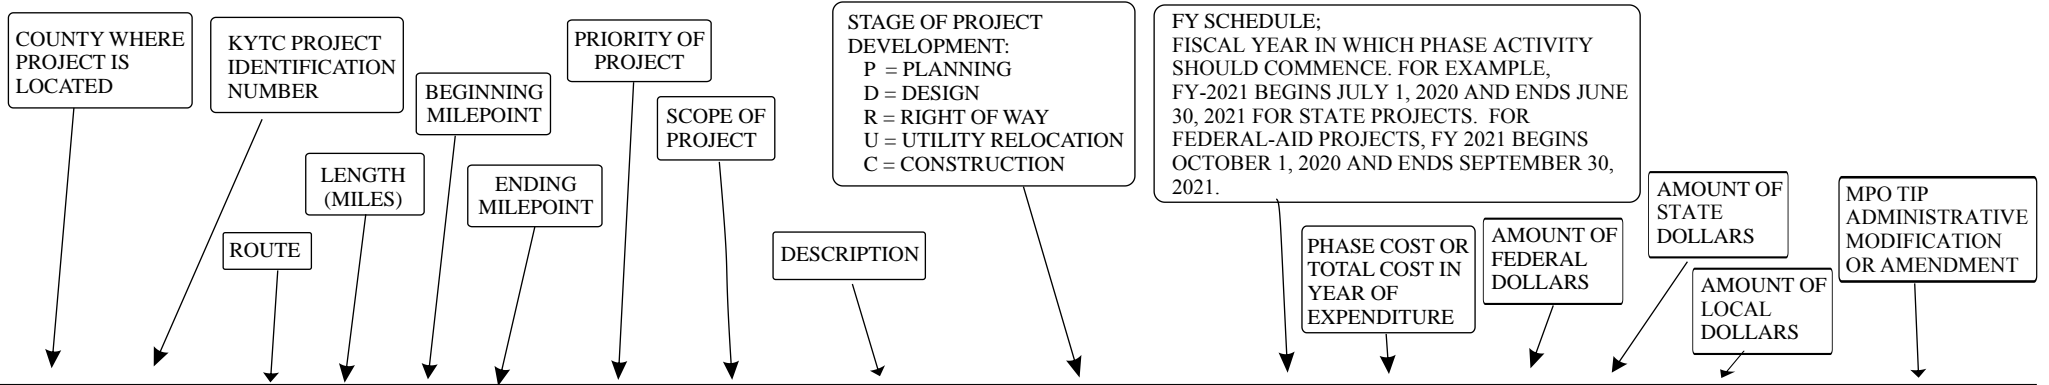 COUNTY WHERE
PROJECT IS
LOCATED
KYTC PROJECT
IDENTIFICATION
NUMBER
ROUTE
LENGTH
(MILES)
BEGINNING
MILEPOINT
ENDING
MILEPOINT
PRIORITY OF
PROJECT
SCOPE OF
PROJECT
DESCRIPTION
STAGE OF PROJECT
DEVELOPMENT:
P = PLANNING
D = DESIGN
R = RIGHT OF WAY
U = UTILITY RELOCATION
C = CONSTRUCTION
FY SCHEDULE;
FISCAL YEAR IN WHICH PHASE ACTIVITY
SHOULD COMMENCE. FOR EXAMPLE,
FY-2021 BEGINS JULY 1, 2020 AND ENDS JUNE
30, 2021 FOR STATE PROJECTS. FOR
FEDERAL-AID PROJECTS, FY 2021 BEGINS
OCTOBER 1, 2020 AND ENDS SEPTEMBER 30,
2021.
PHASE COST OR
TOTAL COST IN
YEAR OF
EXPENDITURE
AMOUNT OF
FEDERAL
DOLLARS
AMOUNT OF
STATE
DOLLARS
AMOUNT OF
LOCAL
DOLLARS
MPO TIP
ADMINISTRATIVE
MODIFICATION
OR AMENDMENT